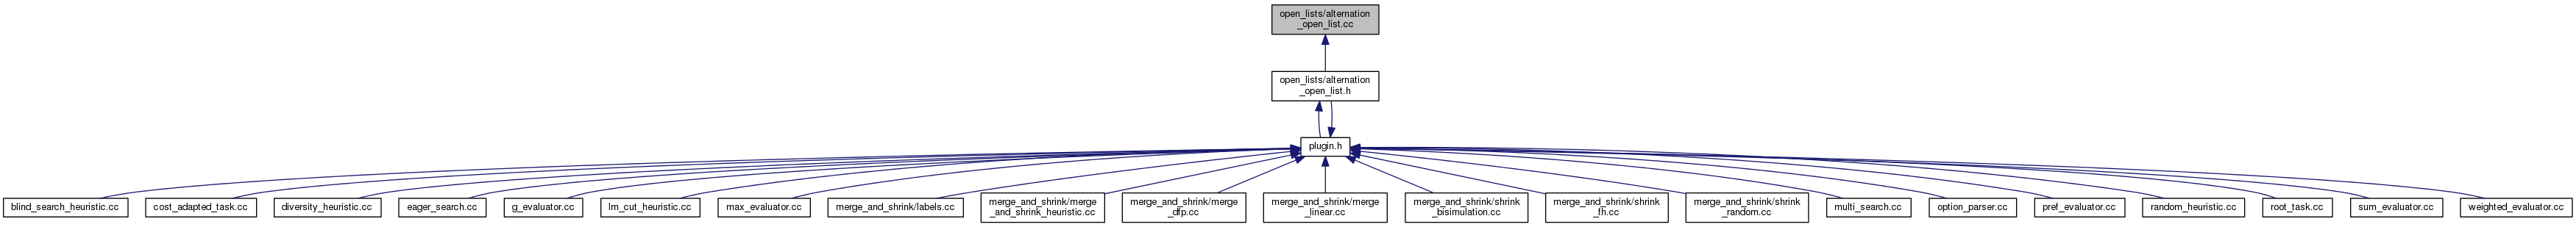 open_lists/alternation
_open_list.cc
open_lists/alternation
_open_list.h
plugin.h
blind_search_heuristic.cc
cost_adapted_task.cc
diversity_heuristic.cc
eager_search.cc
g_evaluator.cc
lm_cut_heuristic.cc
max_evaluator.cc
merge_and_shrink/labels.cc
merge_and_shrink/merge
_and_shrink_heuristic.cc
merge_and_shrink/merge
_dfp.cc
merge_and_shrink/merge
_linear.cc
merge_and_shrink/shrink
_bisimulation.cc
merge_and_shrink/shrink
_fh.cc
merge_and_shrink/shrink
_random.cc
multi_search.cc
option_parser.cc
pref_evaluator.cc
random_heuristic.cc
root_task.cc
sum_evaluator.cc
weighted_evaluator.cc